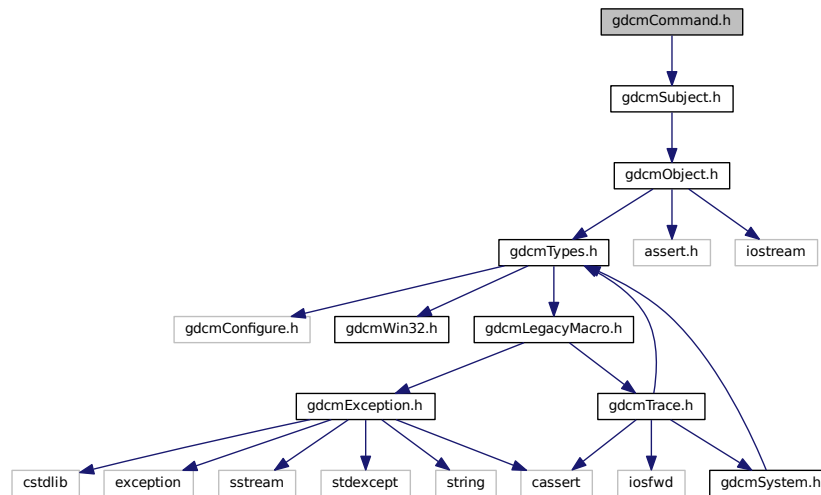 gdcmCommand.h
gdcmSubject.h
gdcmObject.h
gdcmTypes.h
assert.h
iostream
gdcmConfigure.h
gdcmWin32.h
gdcmLegacyMacro.h
gdcmException.h
gdcmTrace.h
cstdlib
exception
sstream
stdexcept
string
cassert
iosfwd
gdcmSystem.h